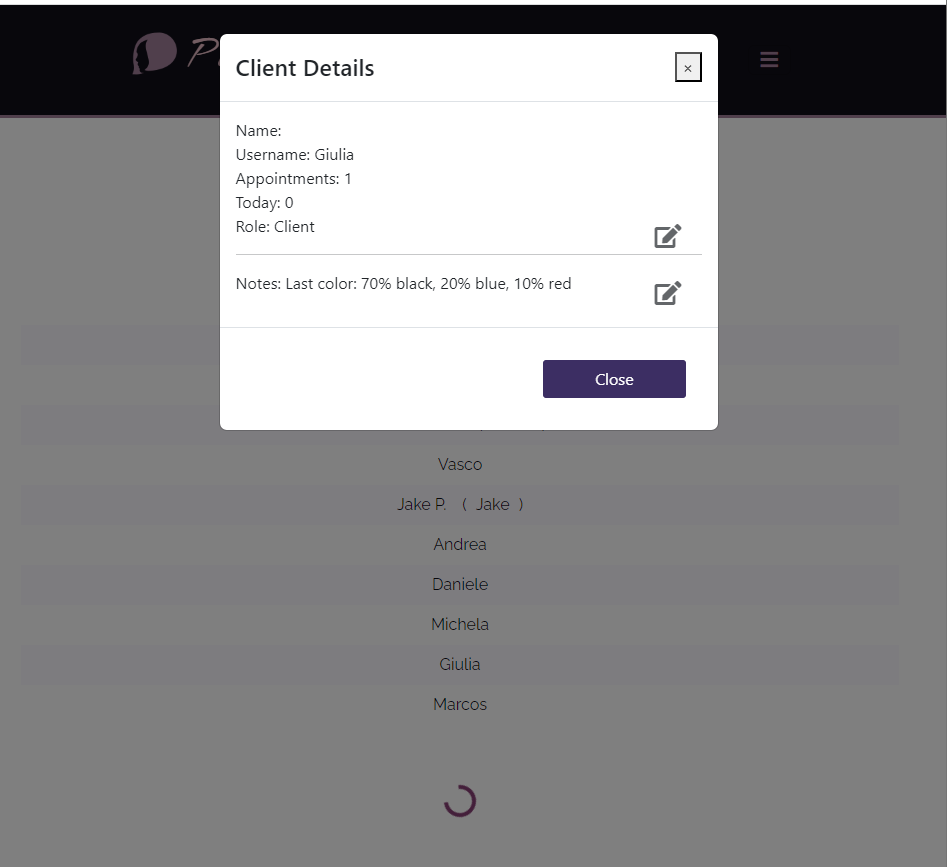 Client Details
×
Name:
Username: Giulia
Appointments: 1
Today: 0
Role: Client
Notes: Last color: 70% black, 20% blue, 10% red
Close
Vasco
Jake P. ( Jake )
Andrea
Daniele
Michela
Giulia
Marcos